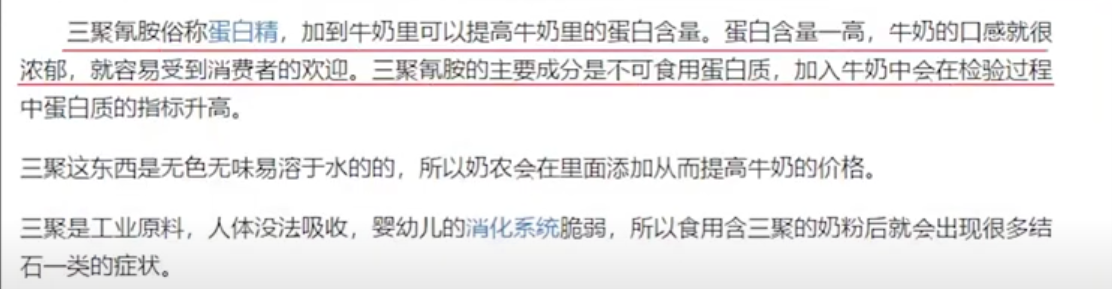 三聚氰胺俗称蛋白精，加到牛奶里可以提高牛奶里的蛋白含量。蛋白含量一高，牛奶的口感就很
浓郁，就容易受到消费者的欢迎。三聚氰胺的主要成分是不可食用蛋白质，加入牛奶中会在检验过程
中蛋白质的指标升高。
三聚这东西是无色无味易溶于水的的，所以奶农会在里面添加从而提高牛奶的价格。
三聚是工业原料，人体没法吸收，婴幼儿的消化系统脆弱，所以食用含三聚的奶粉后就会出现很多结
石一类的症状。